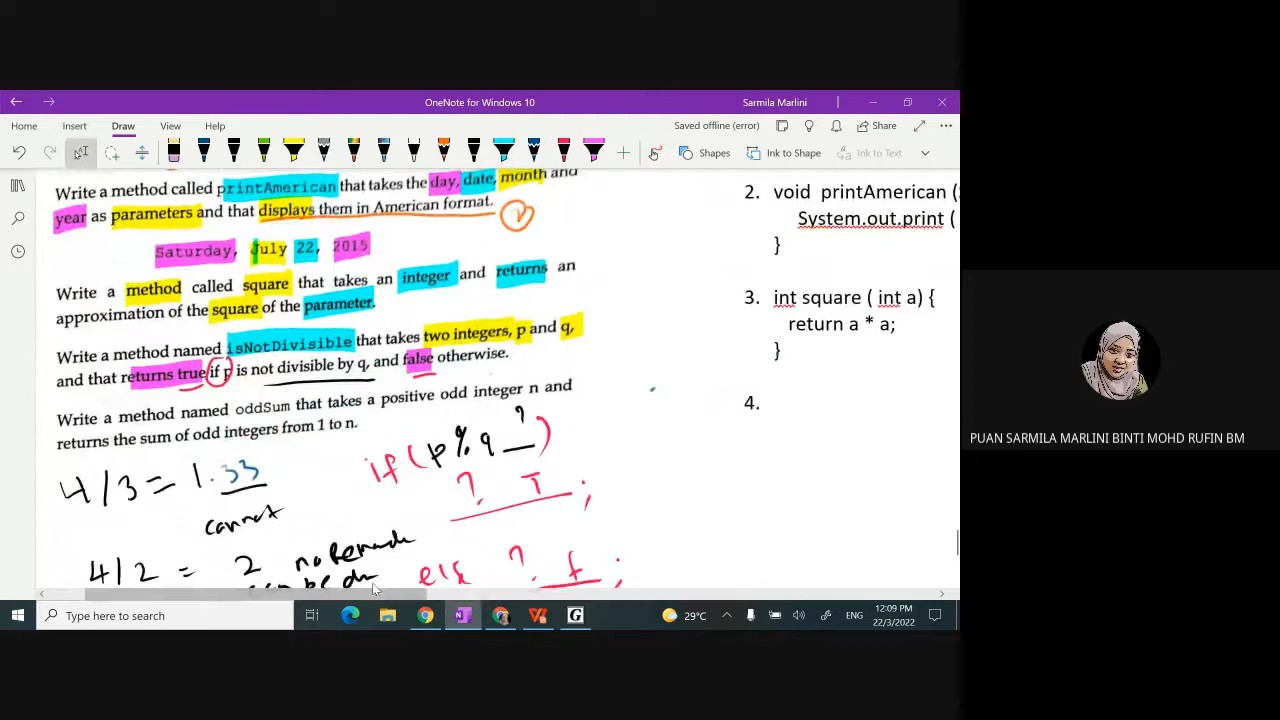 OneNote for Windows 10
Sarmila Marlini
Home Insert Draw View Help
Saved offline (error)
Share
Shapes
Ink to Shape
Ink to Text
Write a method called printAmerican that takes the day, date, month and
year as parameters and that displays them in American format.
Saturday, July 22, 2015
Write a method called square that takes an integer and returns an
approximation of the square of the parameter.
Write a method named isNotDivisible that takes two integers, p and q,
and that returns true if p is not divisible by q, and false otherwise.
Write a method named oddSum that takes a positive odd integer n and
returns the sum of odd integers from 1 to n.
4/3 = 1.33
cannot
4/2 = 2 no
can be
if (p % q __?)
? T ;
else ? f ;
2. void printAmerican (
System.out.print (
}
3. int square ( int a) {
return a * a;
}
4.
PUAN SARMILA MARLINI BINTI MOHD RUFIN BM
Type here to search
29°C
ENG
12:09 PM
22/3/2022